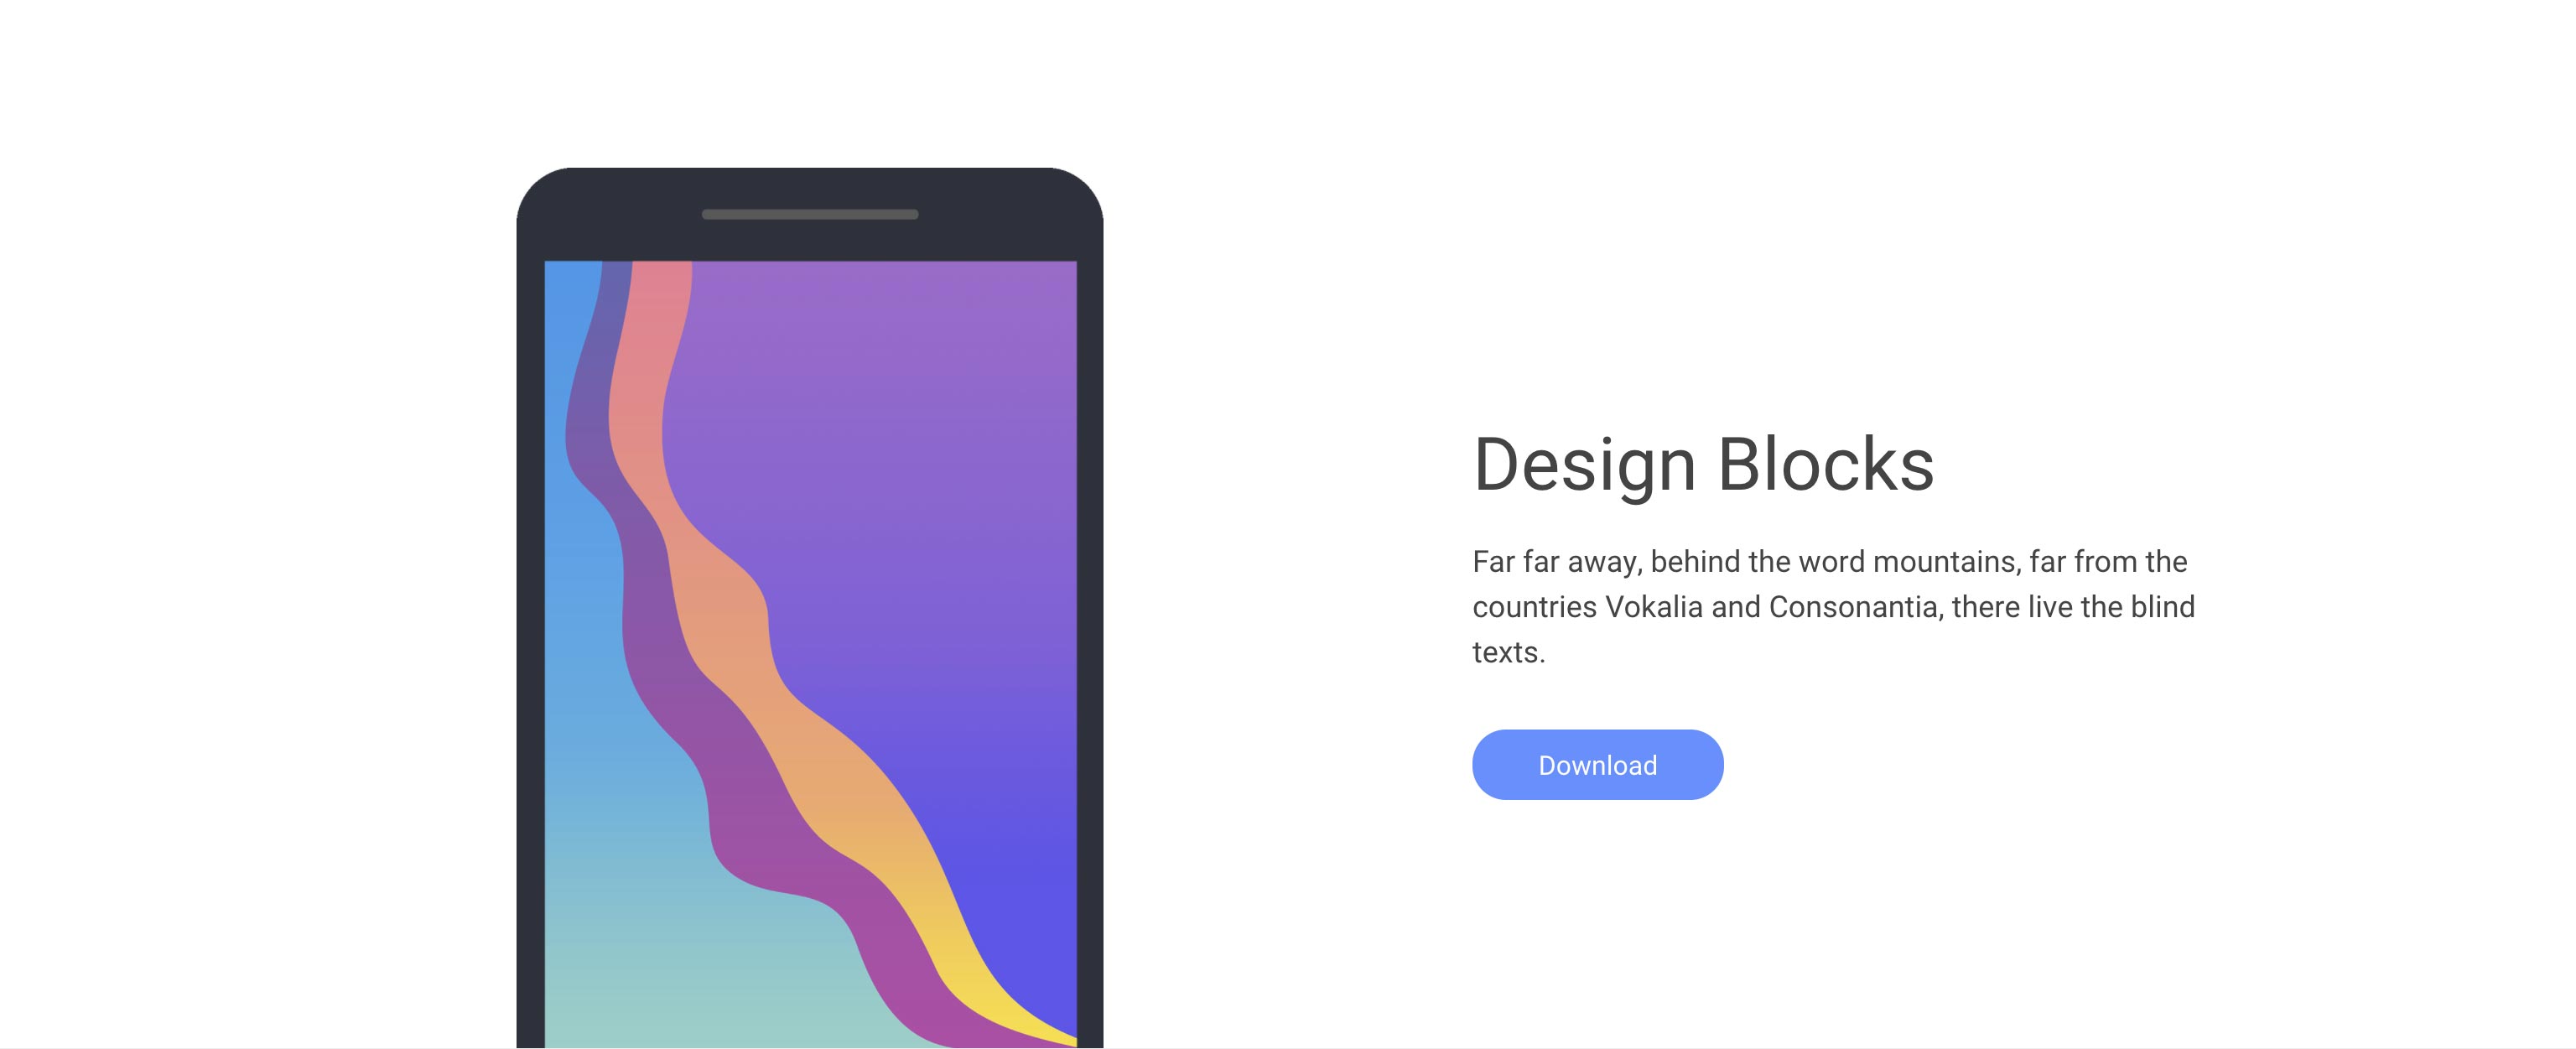 Design Blocks
Far far away, behind the word mountains, far from the
countries Vokalia and Consonantia, there live the blind
texts.
Download